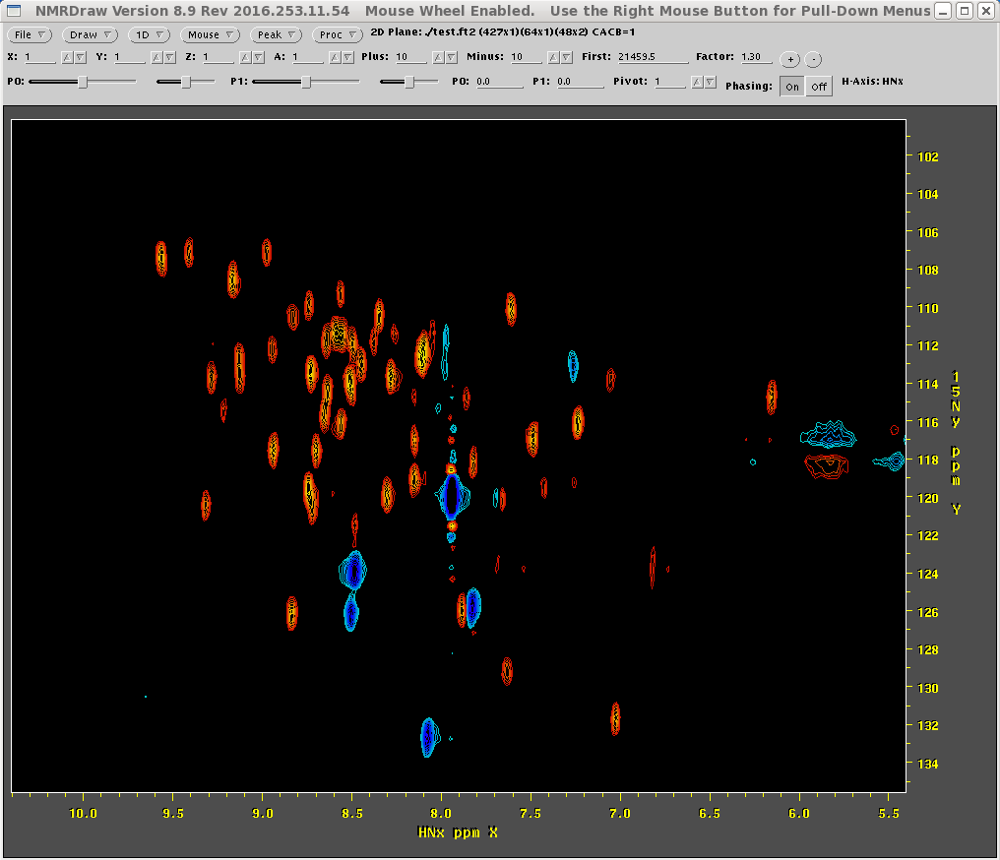 NMRDraw Version 8.9 Rev 2016.253.11.54 Mouse Wheel Enabled. Use the Right Mouse Button for Pull-Down Menus
File Draw 1D Mouse Peak Proc 2D Plane: ./test.ft2 (427x1)(64x1)(48x2) CACB=1
X: 1 Y: 1 Z: 1 A: 1 Plus: 10 Minus: 10 First: 21459.5 Factor: 1.30 + -
P0: P1: P0: 0.0 P1: 0.0 Pivot: 1 Phasing: On Off H-Axis: HNx
102
104
106
108
110
112
114
116
118
120
122
124
126
128
130
132
134
15Ny ppm Y
10.0 9.5 9.0 8.5 8.0 7.5 7.0 6.5 6.0 5.5
HNx ppm X